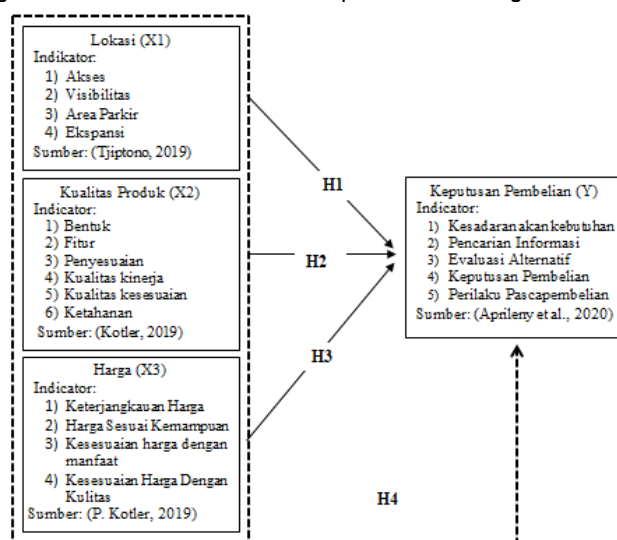 Lokasi (X1)
Indikator:
1) Akses
2) Visibilitas
3) Area Parkir
4) Ekspansi
Sumber: (Tjiptono, 2019)
H1
Kualitas Produk (X2)
Indicator:
1) Bentuk
2) Fitur
3) Penyesuaian
4) Kualitas kinerja
5) Kualitas kesesuaian
6) Ketahanan
Sumber: (Kotler, 2019)
H2
Harga (X3)
Indicator:
1) Keterjangkauan Harga
2) Harga Sesuai Kemampuan
3) Kesesuaian harga dengan
manfaat
4) Kesesuaian Harga Dengan
Kulitas
Sumber: (P. Kotler, 2019)
H3
H4
Keputusan Pembelian (Y)
Indicator:
1) Kesadaran akan kebutuhan
2) Pencarian Informasi
3) Evaluasi Alternatif
4) Keputusan Pembelian
5) Perilaku Pascapembelian
Sumber: (Aprileny et al., 2020)